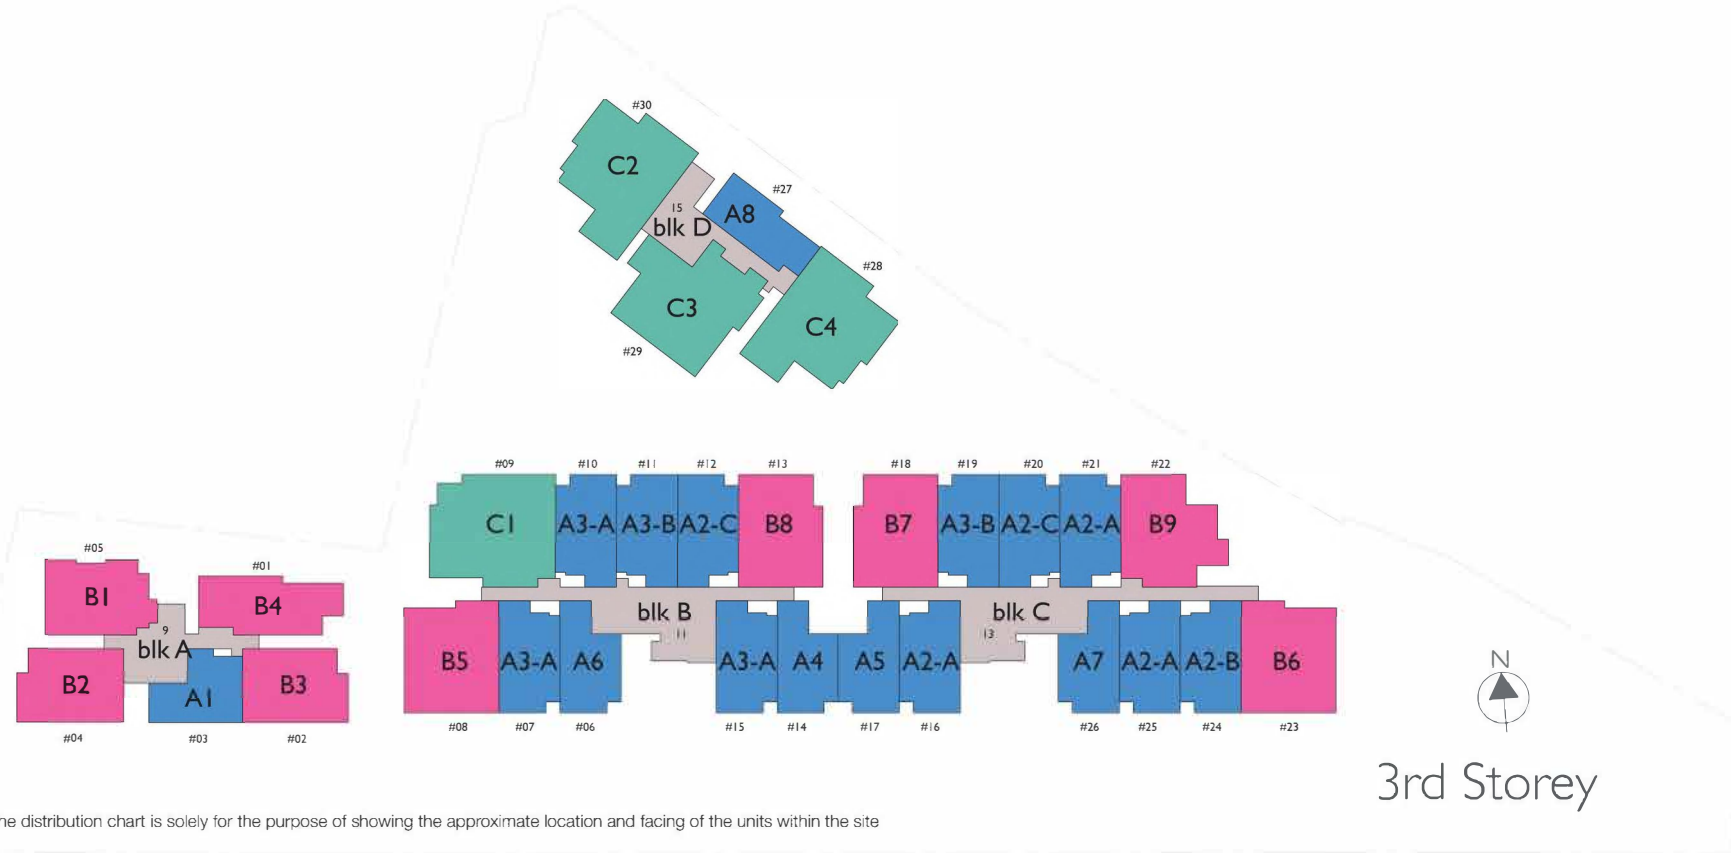 #30
C2
#27
A8
15
blk D
#28
C3
C4
#29
#09
#10
#11
#12
#13
#18
#19
#20
#21
#22
C1
A3-A
A3-B
A2-C
B8
B7
A3-B
A2-C
A2-A
B9
#05
#01
B1
B4
9
blk A
B2
A1
B3
#04
#03
#02
blk B
11
blk C
13
B5
A3-A
A6
A3-A
A4
A5
A2-A
A7
A2-A
A2-B
B6
#08
#07
#06
#15
#14
#17
#16
#26
#25
#24
#23
N
3rd Storey
ne distribution chart is solely for the purpose of showing the approximate location and facing of the units within the site